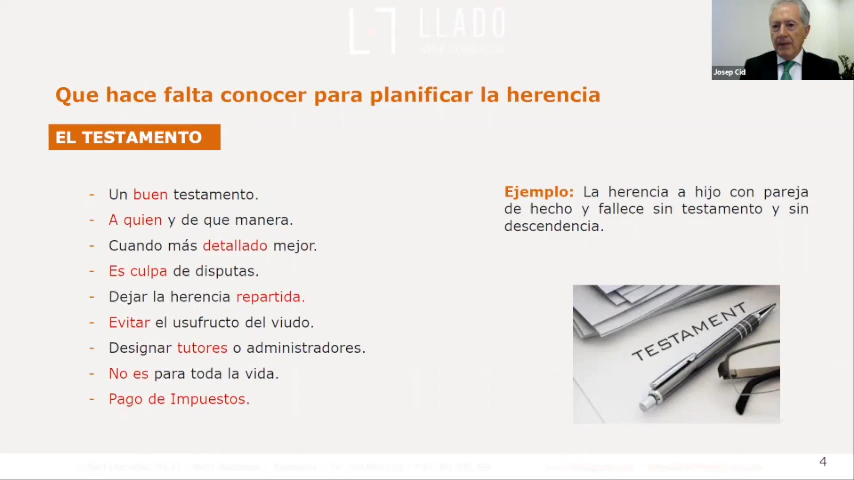 LLADO
Josep Cid
Que hace falta conocer para planificar la herencia
EL TESTAMENTO
- Un buen testamento.
- A quien y de que manera.
- Cuando más detallado mejor.
- Es culpa de disputas.
- Dejar la herencia repartida.
- Evitar el usufructo del viudo.
- Designar tutores o administradores.
- No es para toda la vida.
- Pago de Impuestos.
Ejemplo: La herencia a hijo con pareja
de hecho y fallece sin testamento y sin
descendencia.
TESTAMENT
4